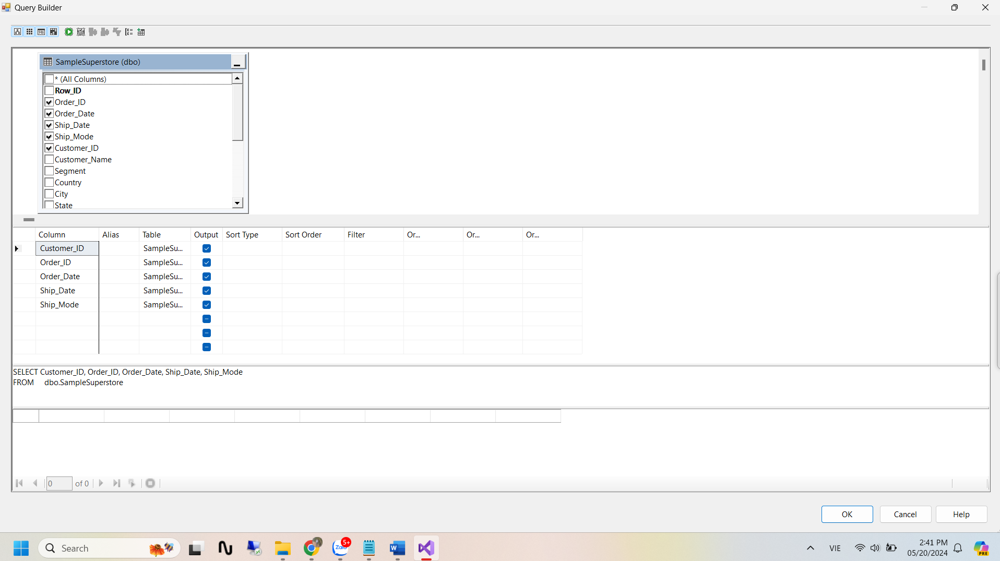 Query Builder
SQL
SampleSuperstore (dbo)
* (All Columns)
Row_ID
Order_ID
Order_Date
Ship_Date
Ship_Mode
Customer_ID
Customer_Name
Segment
Country
City
State
Column Alias Table Output Sort Type Sort Order Filter Or... Or... Or...
Customer_ID SampleSu...
Order_ID SampleSu...
Order_Date SampleSu...
Ship_Date SampleSu...
Ship_Mode SampleSu...
SELECT Customer_ID, Order_ID, Order_Date, Ship_Date, Ship_Mode
FROM dbo.SampleSuperstore
0 of 0
OK Cancel Help
Search Zalo 5+ W VIE 2:41 PM
05/20/2024
PRE